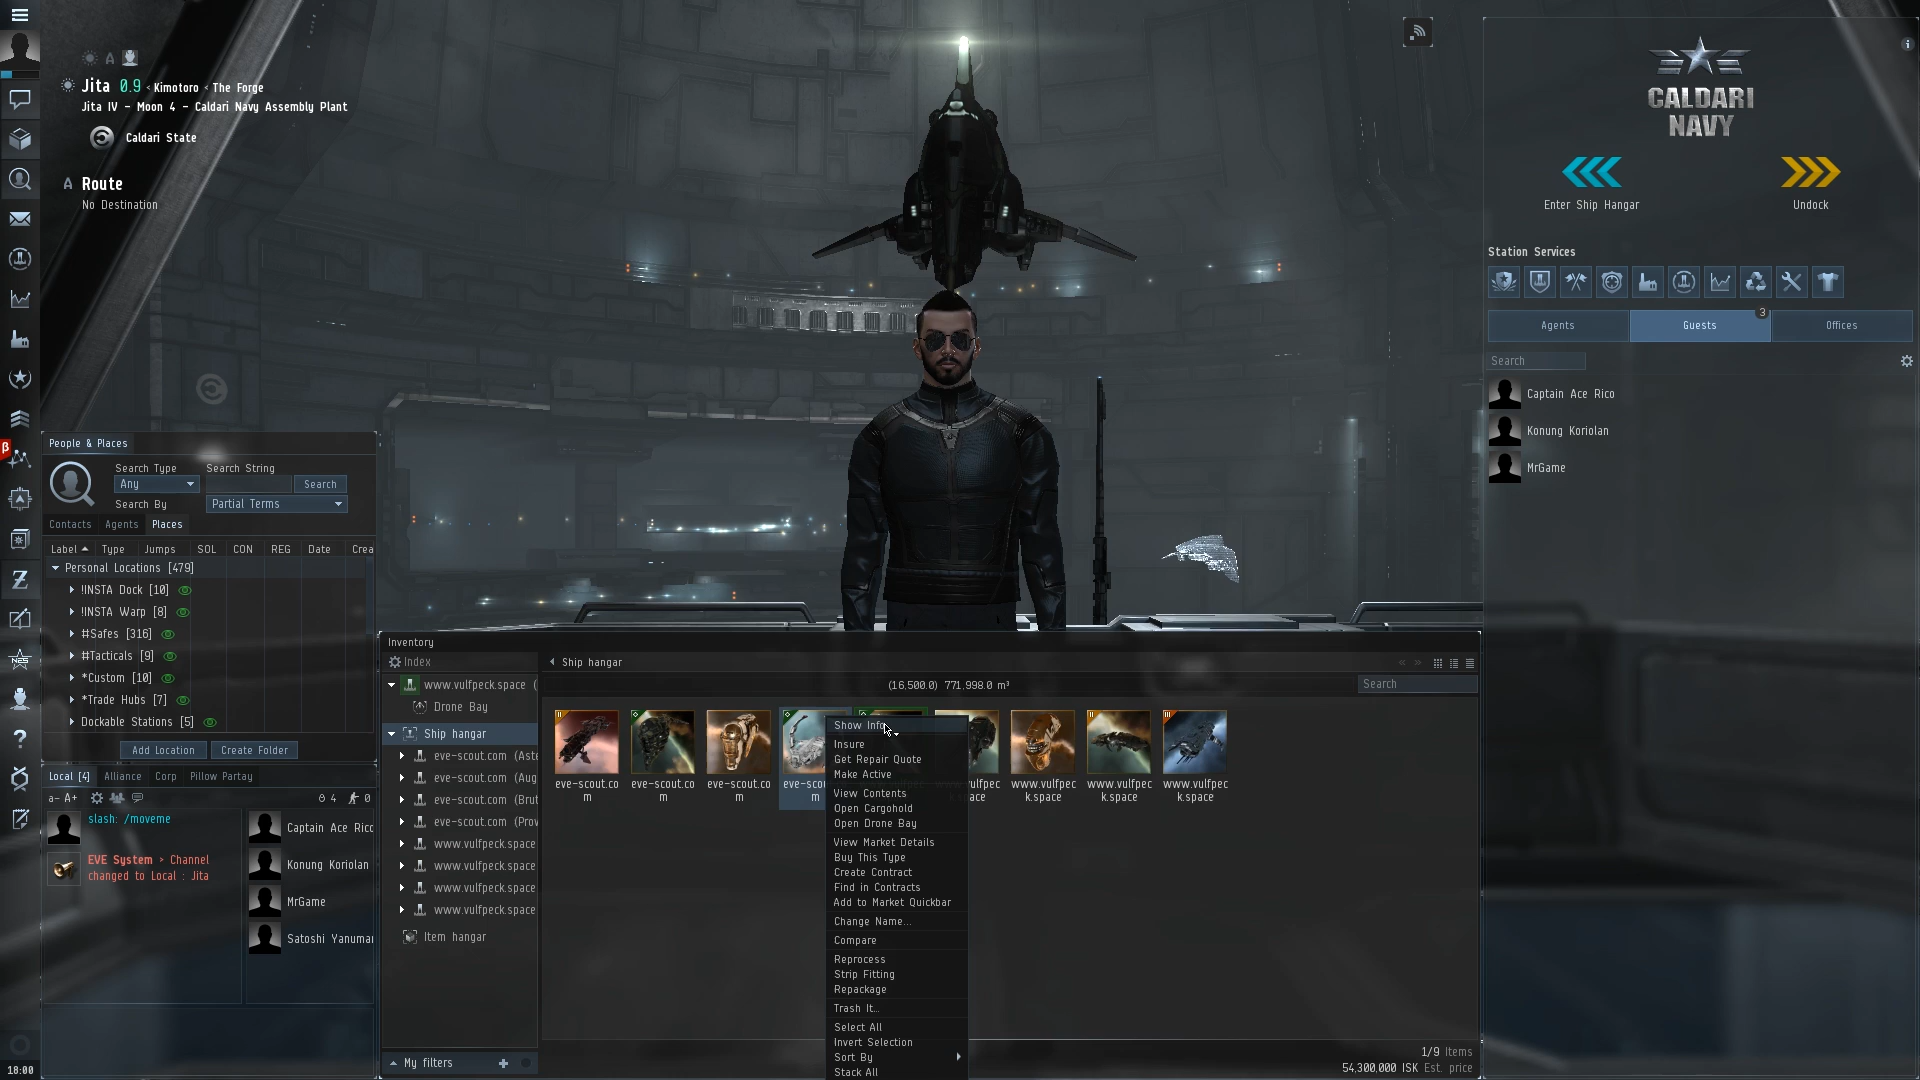 Jita 0.9 < Kimotoro < The Forge
Jita IV - Moon 4 - Caldari Navy Assembly Plant
Caldari State
Route
No Destination
CALDARI
NAVY
Enter Ship Hangar
Undock
Station Services
Agents
Guests
3
Offices
Search
Captain Ace Rico
Konung Koriolan
MrGame
People & Places
Search Type
Search String
Any
Search
Search By
Partial Terms
Contacts
Agents
Places
Label
Type
Jumps
SOL
CON
REG
Date
Crea
Personal Locations [479]
!INSTA Dock [10]
!INSTA Warp [8]
#Safes [316]
#Tacticals [9]
*Custom [10]
*Trade Hubs [7]
Dockable Stations [5]
Add Location
Create Folder
Local [4]
Alliance
Corp
Pillow Partay
a- A+
4
0
slash: /moveme
EVE System > Channel
changed to Local : Jita
Captain Ace Rico
Konung Koriolan
MrGame
Satoshi Yanumar
β
NES
?
18:00
Inventory
Index
www.vulfpeck.space (
Drone Bay
Ship hangar
eve-scout.com (Aste
eve-scout.com (Aug
eve-scout.com (Brut
eve-scout.com (Prov
www.vulfpeck.space
www.vulfpeck.space
www.vulfpeck.space
www.vulfpeck.space
Item hangar
My filters
Ship hangar
(16,500.0) 771,998.0 m³
Search
eve-scout.co
m
eve-scout.co
m
eve-scout.co
m
eve-sco
m
k.space
www.vulfpec
k.space
www.vulfpec
k.space
www.vulfpec
k.space
Show Info
Insure
Get Repair Quote
Make Active
View Contents
Open Cargohold
Open Drone Bay
View Market Details
Buy This Type
Create Contract
Find in Contracts
Add to Market Quickbar
Change Name...
Compare
Reprocess
Strip Fitting
Repackage
Trash It...
Select All
Invert Selection
Sort By
Stack All
1/9 Items
54,300,000 ISK Est. price